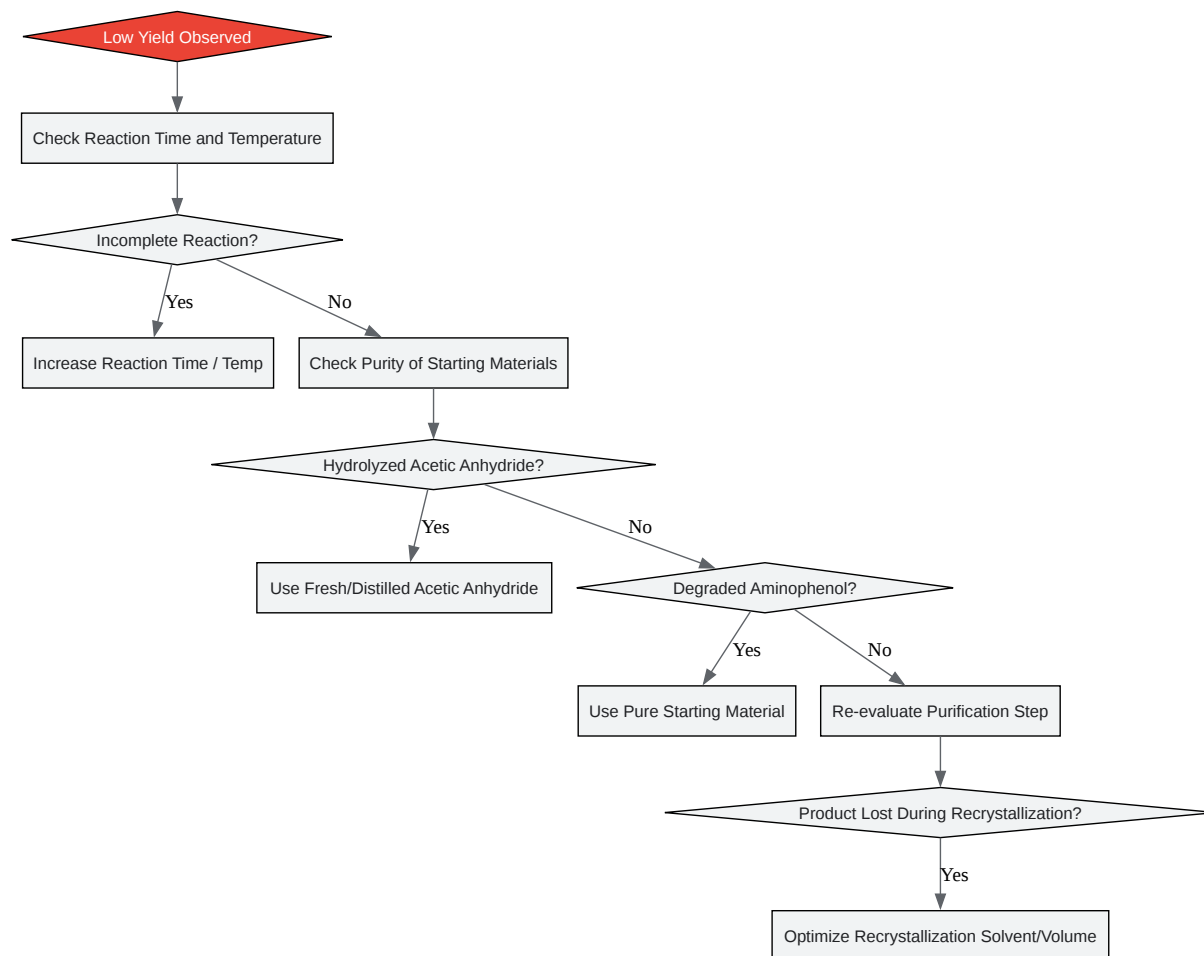 Low Yield Observed
Check Reaction Time and Temperature
Incomplete Reaction?
Yes
No
Increase Reaction Time / Temp
Check Purity of Starting Materials
Hydrolyzed Acetic Anhydride?
Yes
No
Use Fresh/Distilled Acetic Anhydride
Degraded Aminophenol?
Yes
No
Use Pure Starting Material
Re-evaluate Purification Step
Product Lost During Recrystallization?
Yes
Optimize Recrystallization Solvent/Volume